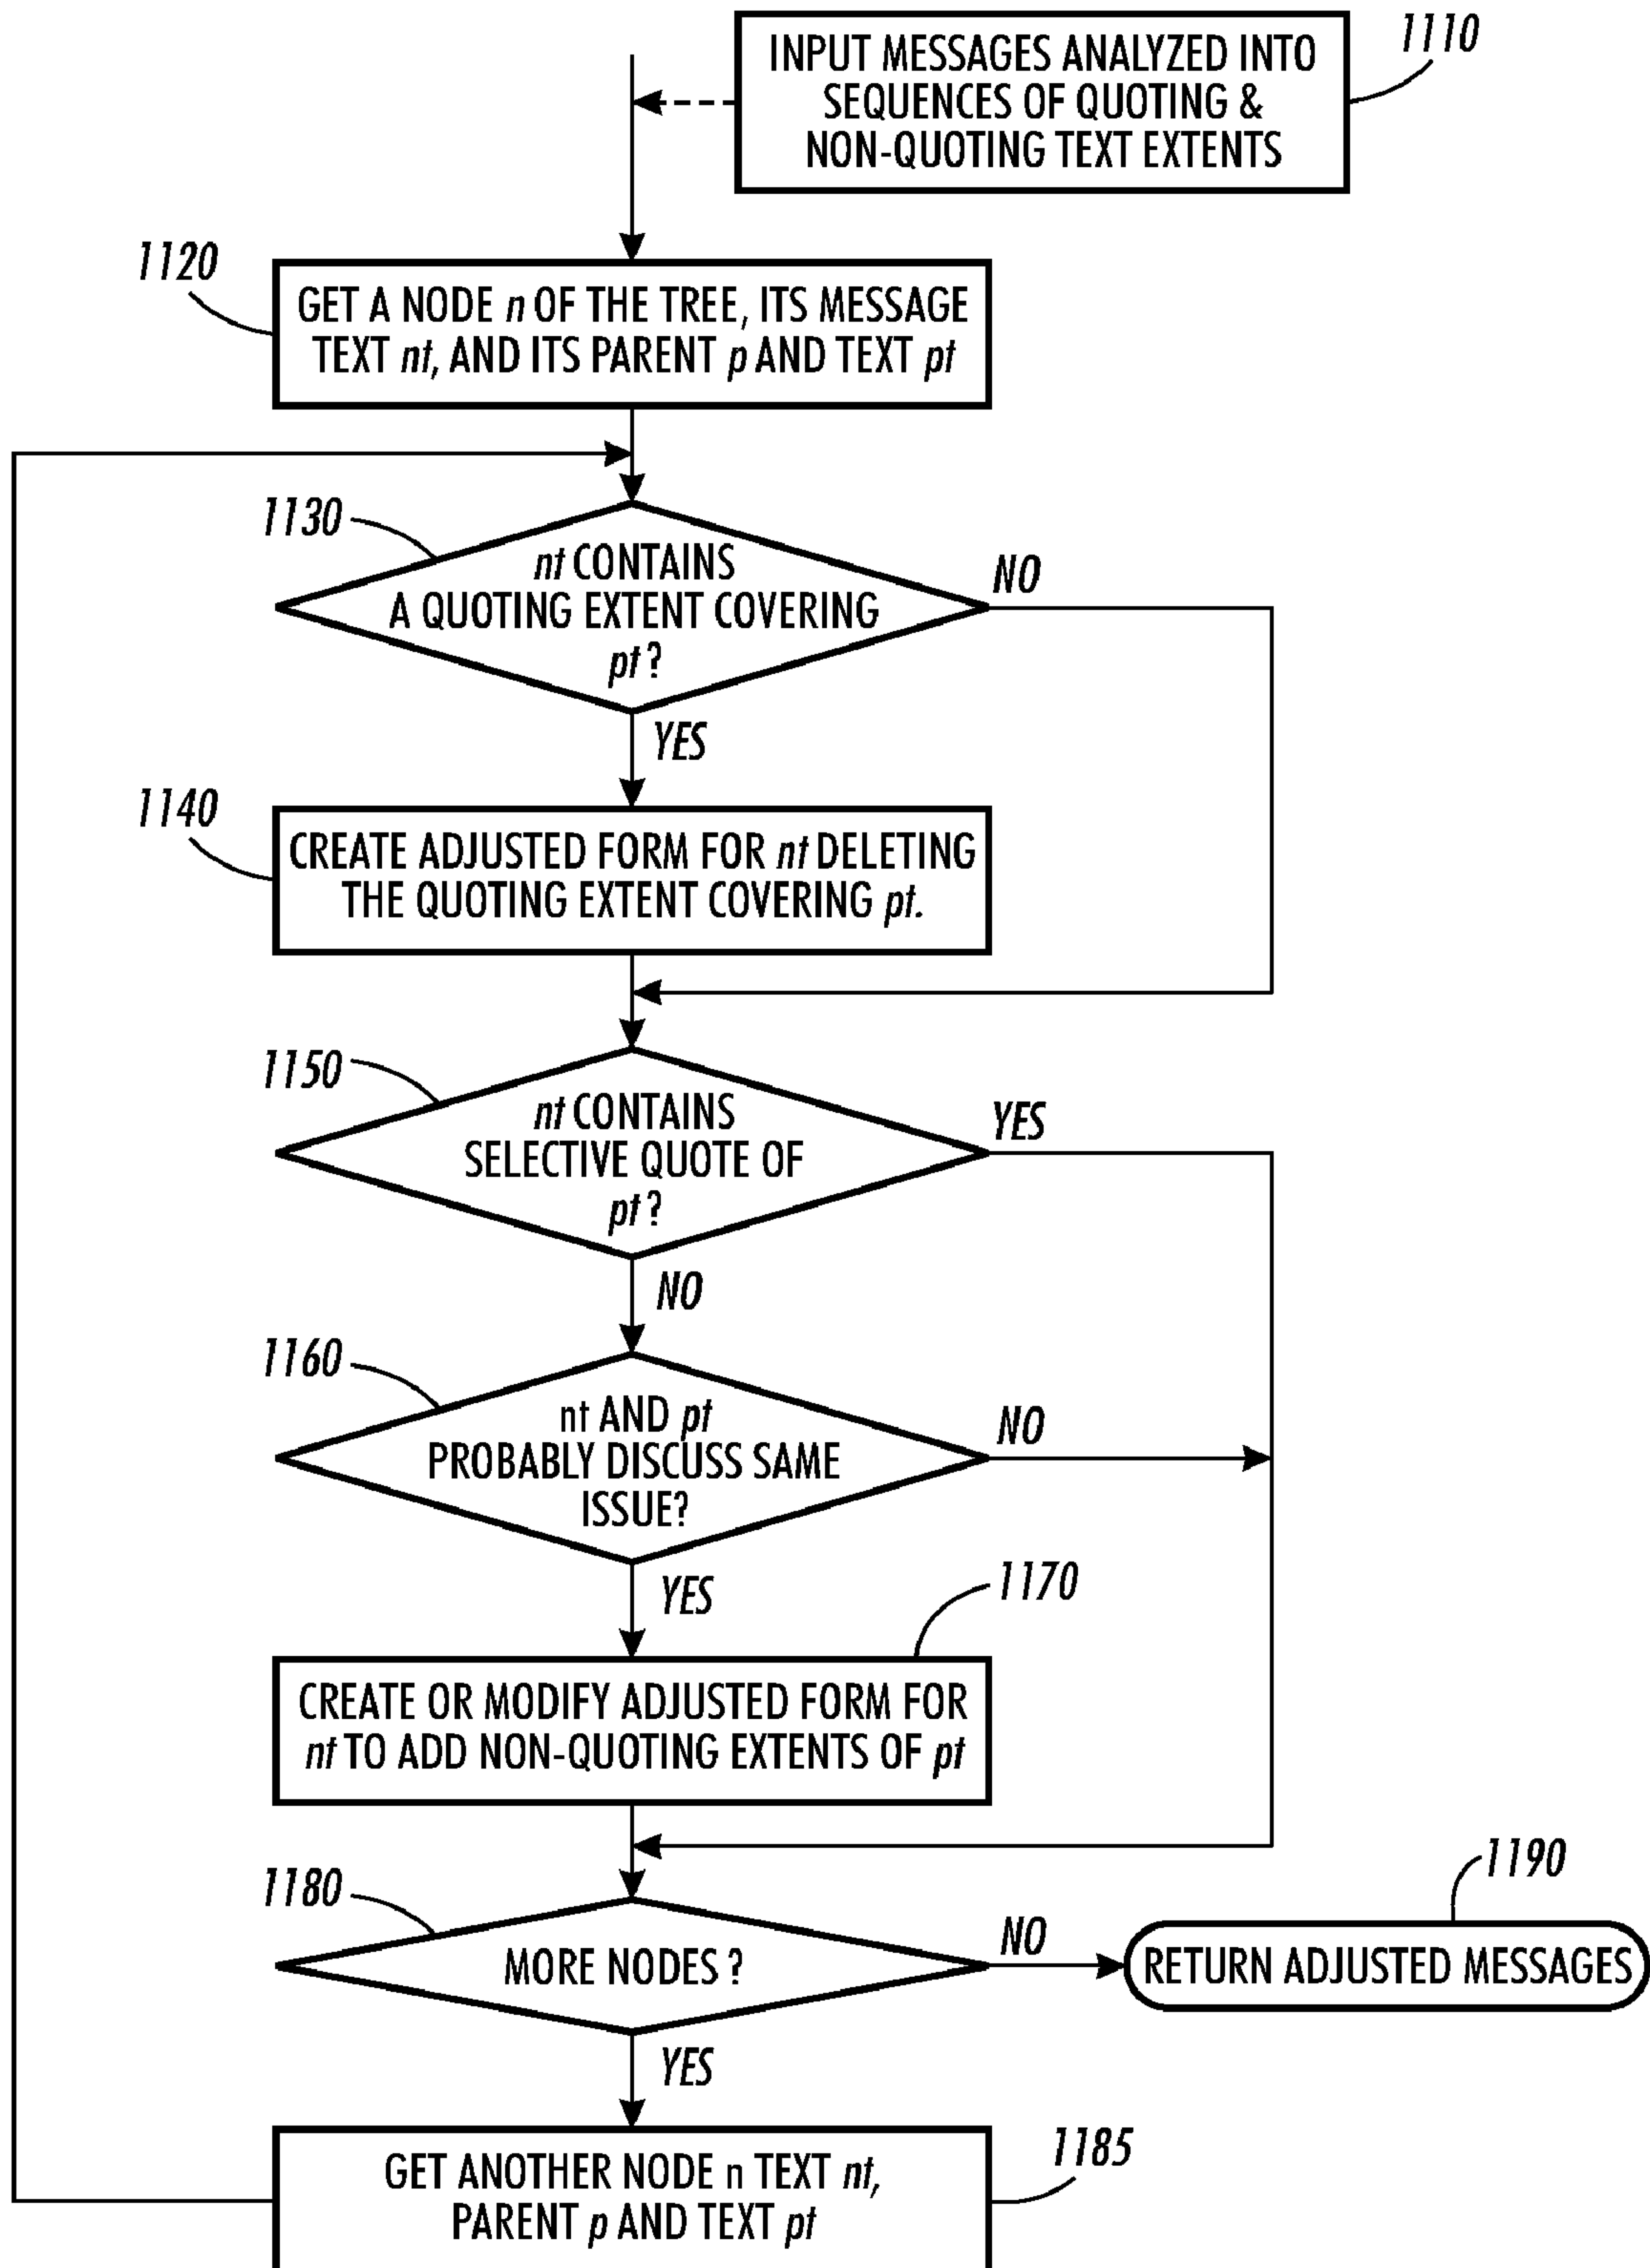 INPUT MESSAGES ANALYZED INTO
SEQUENCES OF QUOTING &
NON-QUOTING TEXT EXTENTS
1110
1120
GET A NODE n OF THE TREE, ITS MESSAGE
TEXT nt, AND ITS PARENT p AND TEXT pt
1130
nt CONTAINS
A QUOTING EXTENT COVERING
pt?
NO
YES
1140
CREATE ADJUSTED FORM FOR nt DELETING
THE QUOTING EXTENT COVERING pt.
1150
nt CONTAINS
SELECTIVE QUOTE OF
pt?
YES
NO
1160
nt AND pt
PROBABLY DISCUSS SAME
ISSUE?
NO
YES
1170
CREATE OR MODIFY ADJUSTED FORM FOR
nt TO ADD NON-QUOTING EXTENTS OF pt
1180
MORE NODES ?
NO
1190
RETURN ADJUSTED MESSAGES
YES
1185
GET ANOTHER NODE n TEXT nt,
PARENT p AND TEXT pt